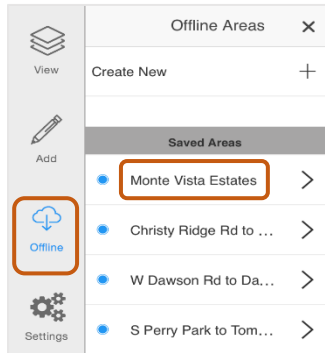 Offline Areas
View
Create New
Add
Saved Areas
Monte Vista Estates
Offline
Christy Ridge Rd to ...
W Dawson Rd to Da...
Settings
S Perry Park to Tom...